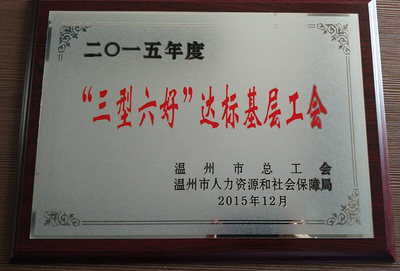 二〇一五年度
“三型六好”达标基层工会
温州市总工会
温州市人力资源和社会保障局
2015年12月